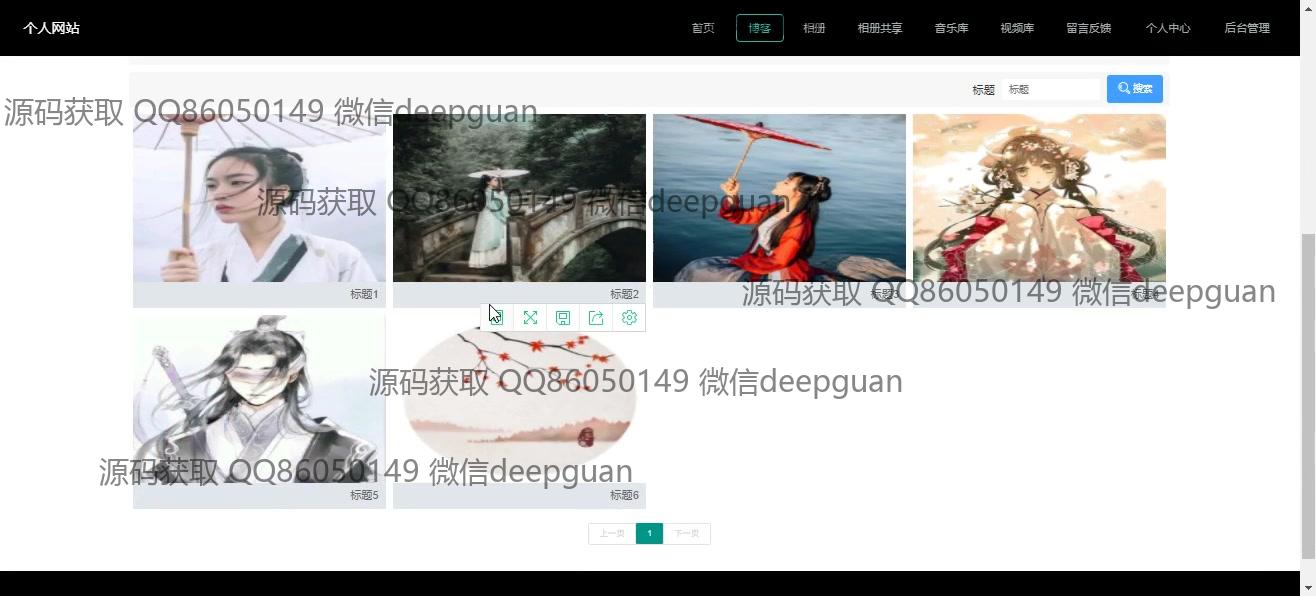 个人网站
首页 博客 相册 相册共享 音乐库 视频库 留言反馈 个人中心 后台管理
标题 标题 搜索
源码获取 QQ86050149 微信deepguan
源码获取 QQ86050149 微信deepguan
源码获取 QQ86050149 微信deepguan
标题1 标题2 标题3 标题4
源码获取 QQ86050149 微信deepguan
源码获取 QQ86050149 微信deepguan
标题5 标题6
上一页 1 下一页